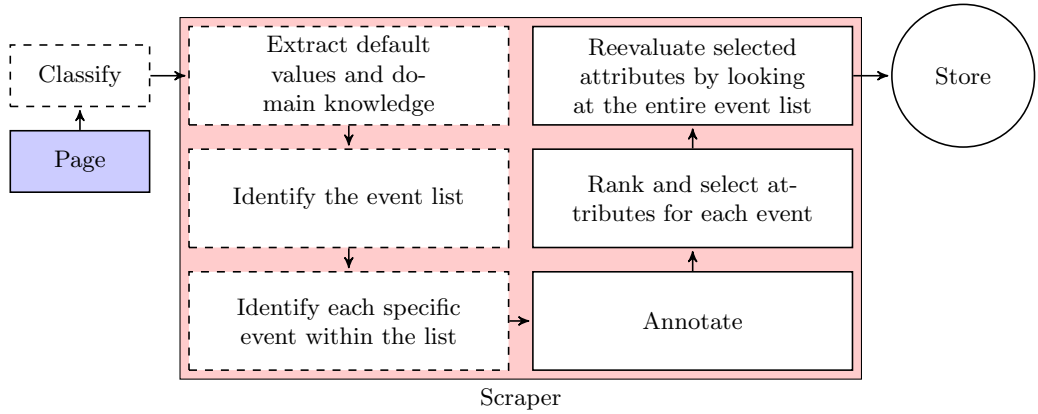 Classify
Page
Extract default
values and do-
main knowledge
Identify the event list
Identify each specific
event within the list
Annotate
Rank and select at-
tributes for each event
Reevaluate selected
attributes by looking
at the entire event list
Store
Scraper